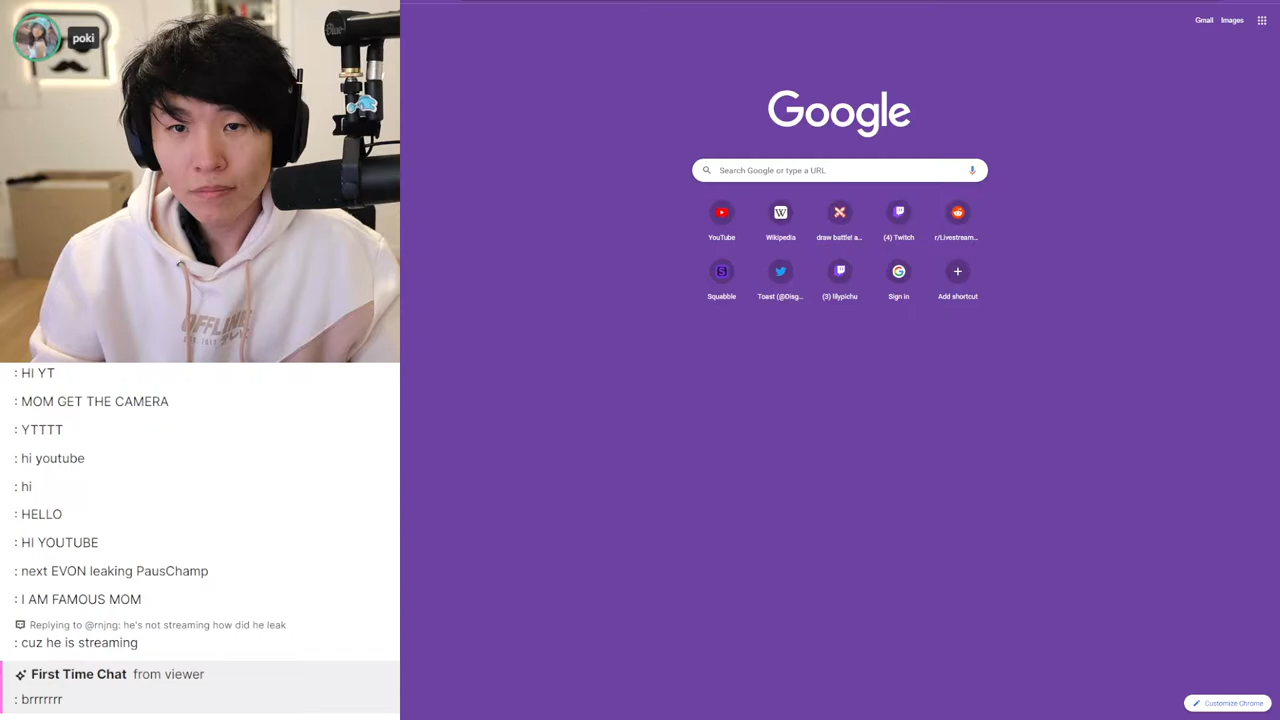 poki
Blue
OFFLINE
: HI YT
: MOM GET THE CAMERA
: YTTTT
: hi youtube
: hi
: HELLO
: HI YOUTUBE
: next EVON leaking PausChamp
: I AM FAMOUS MOM
Replying to @rnjng: he's not streaming how did he leak
: cuz he is streaming
First Time Chat from viewer
: brrrrrrr
Gmail Images
Google
Search Google or type a URL
YouTube Wikipedia draw battle! a... (4) Twitch r/Livestream...
Squabble Toast (@Disg... (3) lilypichu Sign in Add shortcut
Customize Chrome